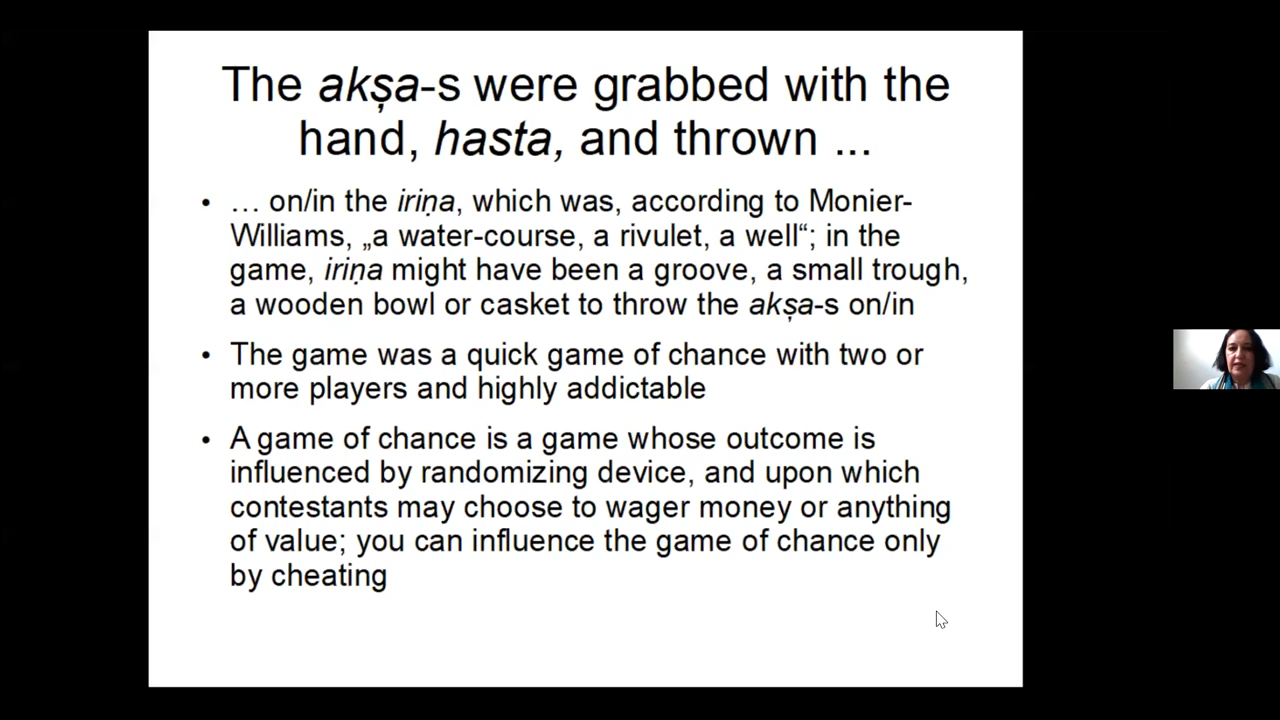 The akṣa-s were grabbed with the
hand, hasta, and thrown ...
• … on/in the iriṇa, which was, according to Monier-
Williams, „a water-course, a rivulet, a well“; in the
game, iriṇa might have been a groove, a small trough,
a wooden bowl or casket to throw the akṣa-s on/in
• The game was a quick game of chance with two or
more players and highly addictable
• A game of chance is a game whose outcome is
influenced by randomizing device, and upon which
contestants may choose to wager money or anything
of value; you can influence the game of chance only
by cheating